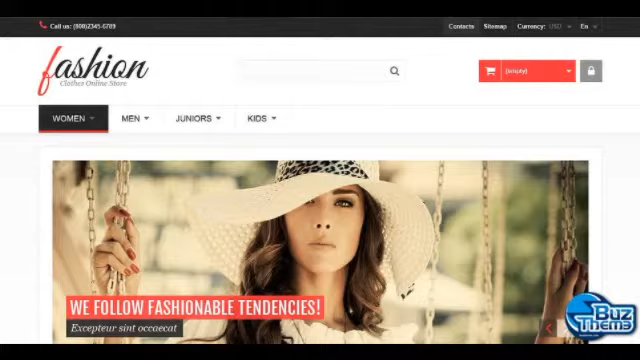 Call us: (800)2345-6789
Contacts Sitemap Currency: USD En
fashion
Clothes Online Store
(empty)
WOMEN MEN JUNIORS KIDS
WE FOLLOW FASHIONABLE TENDENCIES!
Excepteur sint occaecat
Buz
Them3